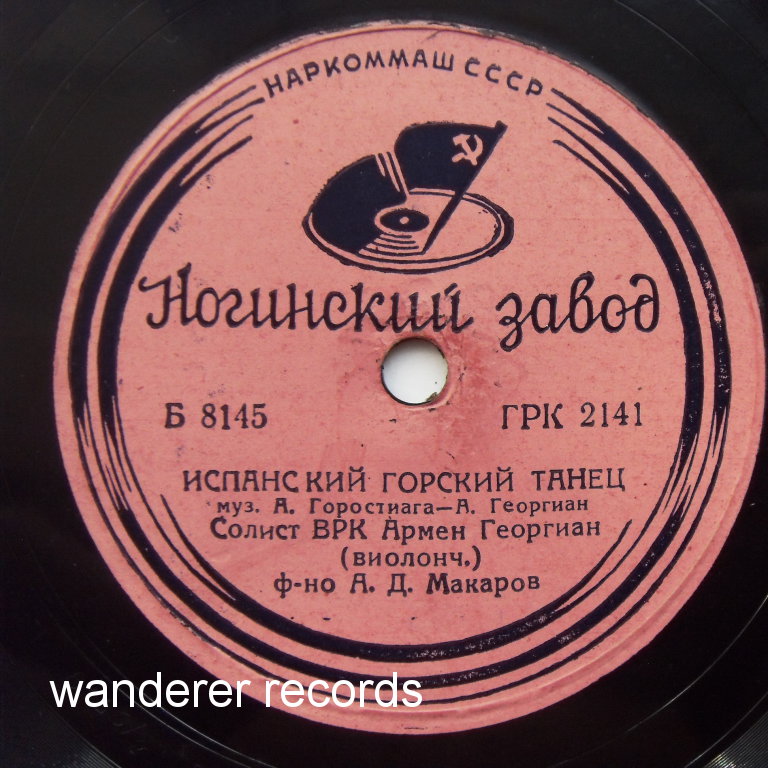 НАРКОММАШ СССР
Ногинский завод
Б 8145
ГРК 2141
ИСПАНСКИЙ ГОРСКИЙ ТАНЕЦ
муз. А. Горостиага—А. Георгиан
Солист ВРК Армен Георгиан
(виолонч.)
ф-но А. Д. Макаров
wanderer records